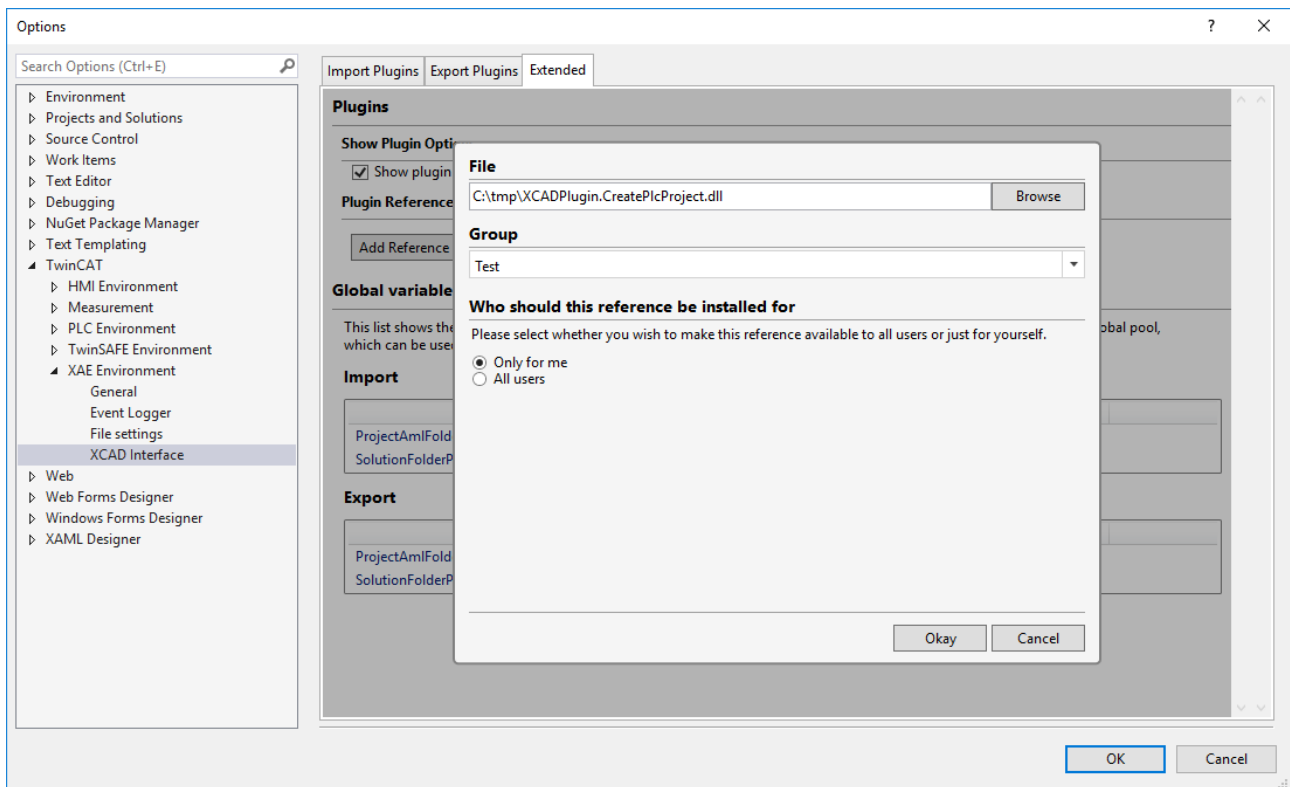 Options
?
Search Options (Ctrl+E)
Environment
Projects and Solutions
Source Control
Work Items
Text Editor
Debugging
NuGet Package Manager
Text Templating
TwinCAT
HMI Environment
Measurement
PLC Environment
TwinSAFE Environment
XAE Environment
General
Event Logger
File settings
XCAD Interface
Web
Web Forms Designer
Windows Forms Designer
XAML Designer
Import Plugins Export Plugins Extended
Plugins
Show Plugin Opti
Show plugin
Plugin Reference
Add Reference
Global variable
This list shows the obal pool,
which can be use
Import
ProjectAmlFold
SolutionFolderP
Export
ProjectAmlFold
SolutionFolderP
File
C:\tmp\XCADPlugin.CreatePlcProject.dll Browse
Group
Test
Who should this reference be installed for
Please select whether you wish to make this reference available to all users or just for yourself.
Only for me
All users
Okay Cancel
OK Cancel